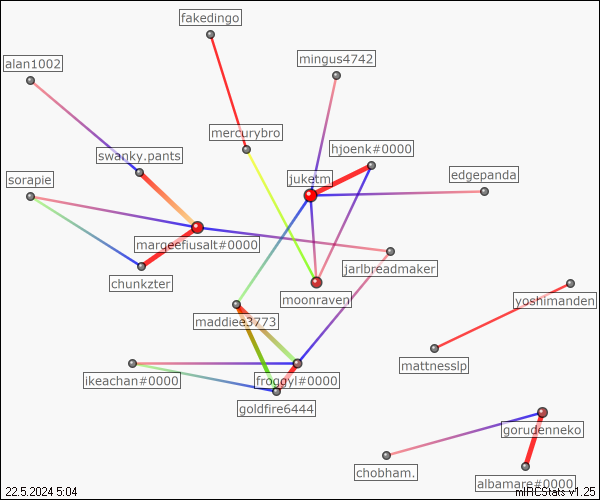 fakedingo
alan1002
mingus4742
mercurybro
hjoenk#0000
swanky.pants
edgepanda
sorapie
juketm
marqeefiusalt#0000
jarlbreadmaker
chunkzter
moonraven
yoshimanden
maddiee3773
mattnesslp
ikeachan#0000
froggyl#0000
goldfire6444
gorudenneko
chobham.
albamare#0000
22.5.2024 5:04
mIRCStats v1.25